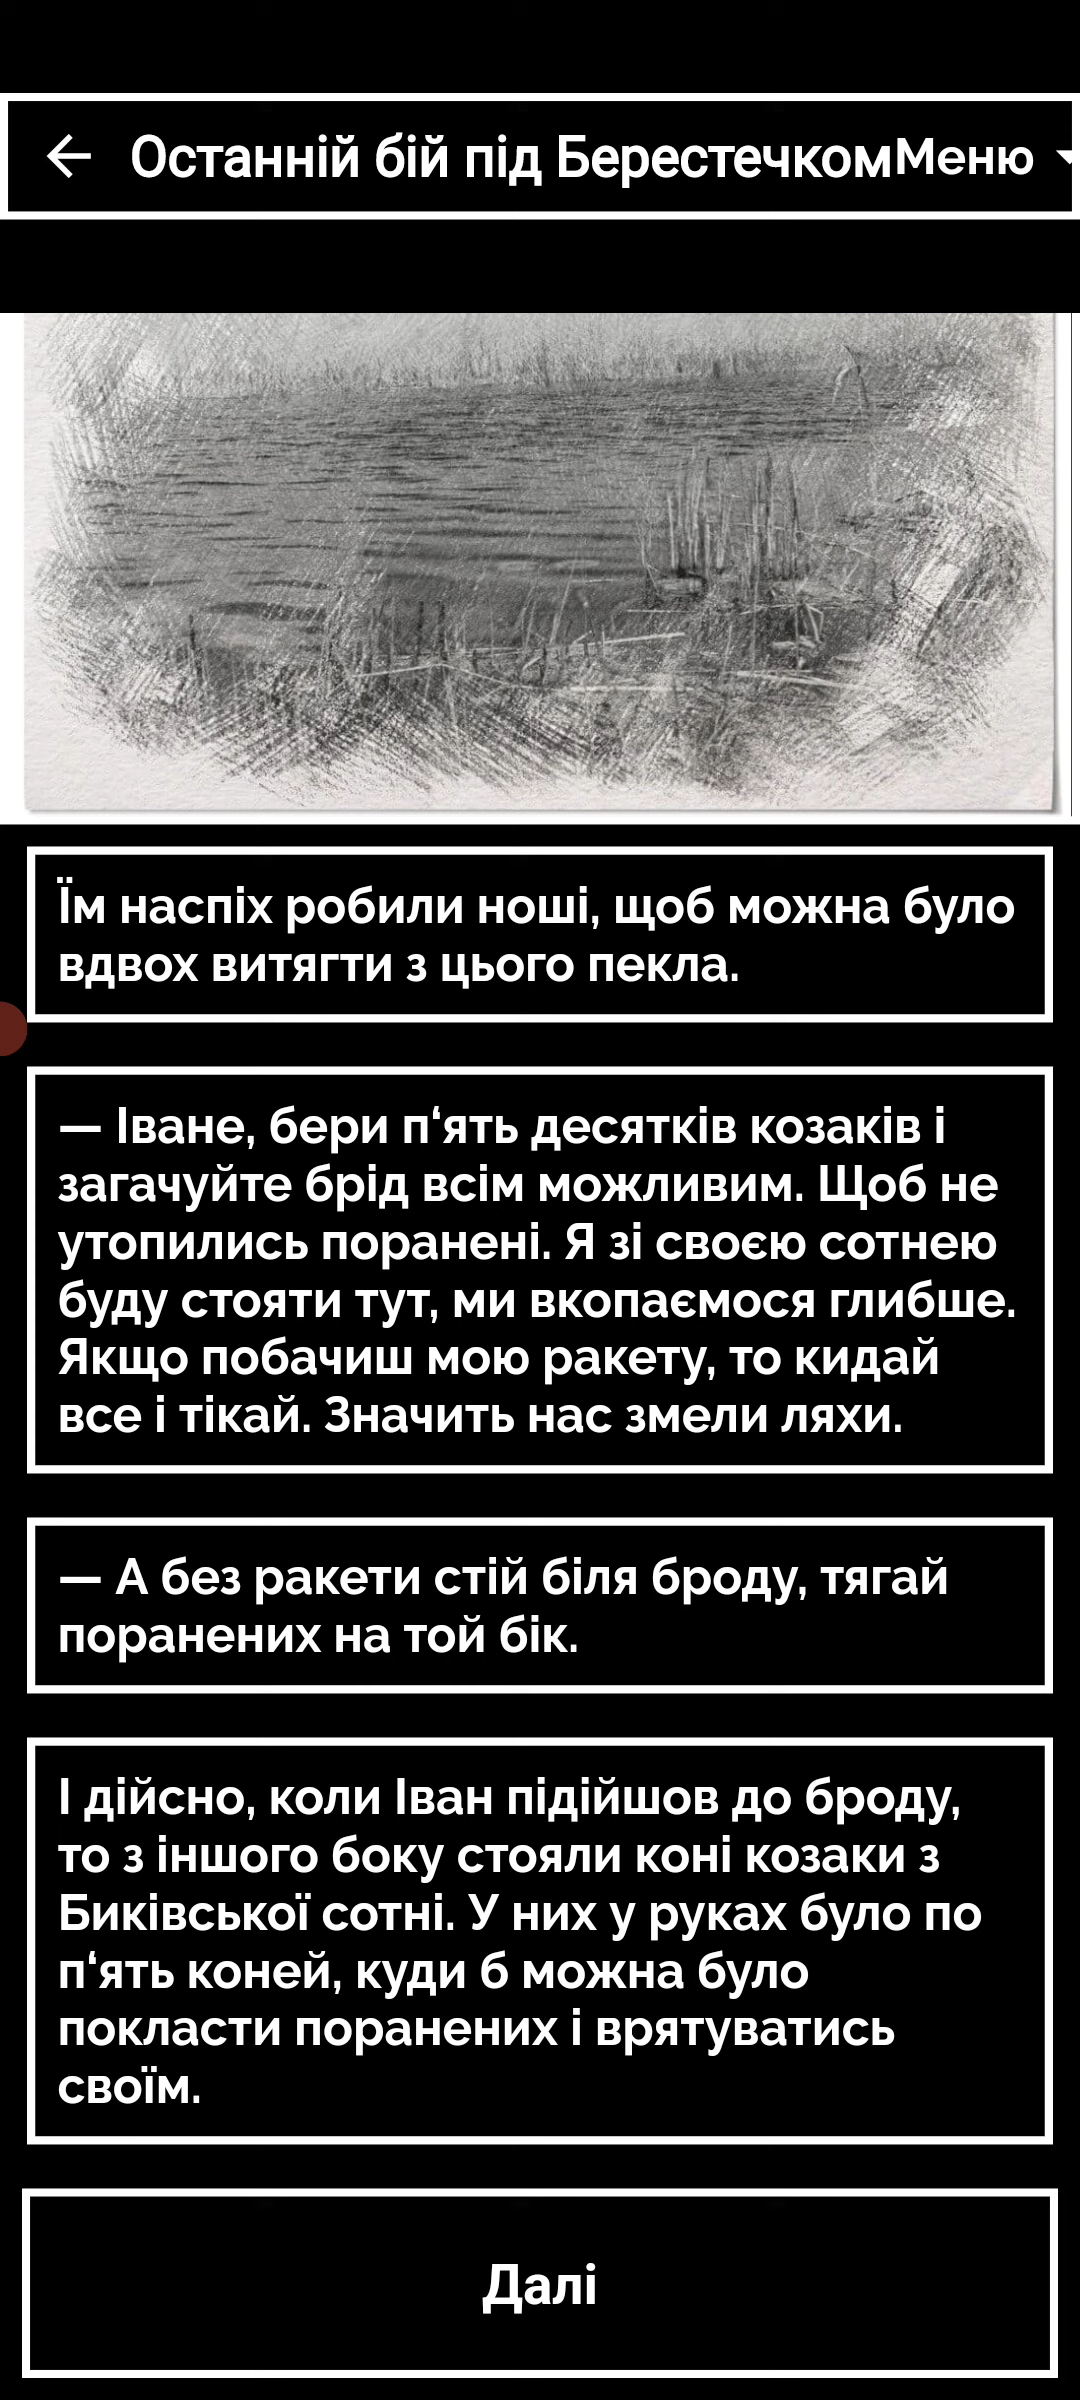 Останній бій під Берестечком Меню
Їм наспіх робили ноші, щоб можна було
вдвох витягти з цього пекла.
— Іване, бери п‘ять десятків козаків і
загачуйте брід всім можливим. Щоб не
утопились поранені. Я зі своєю сотнею
буду стояти тут, ми вкопаємося глибше.
Якщо побачиш мою ракету, то кидай
все і тікай. Значить нас змели ляхи.
— А без ракети стій біля броду, тягай
поранених на той бік.
І дійсно, коли Іван підійшов до броду,
то з іншого боку стояли коні козаки з
Биківської сотні. У них у руках було по
п‘ять коней, куди б можна було
покласти поранених і врятуватись
своїм.
Далі